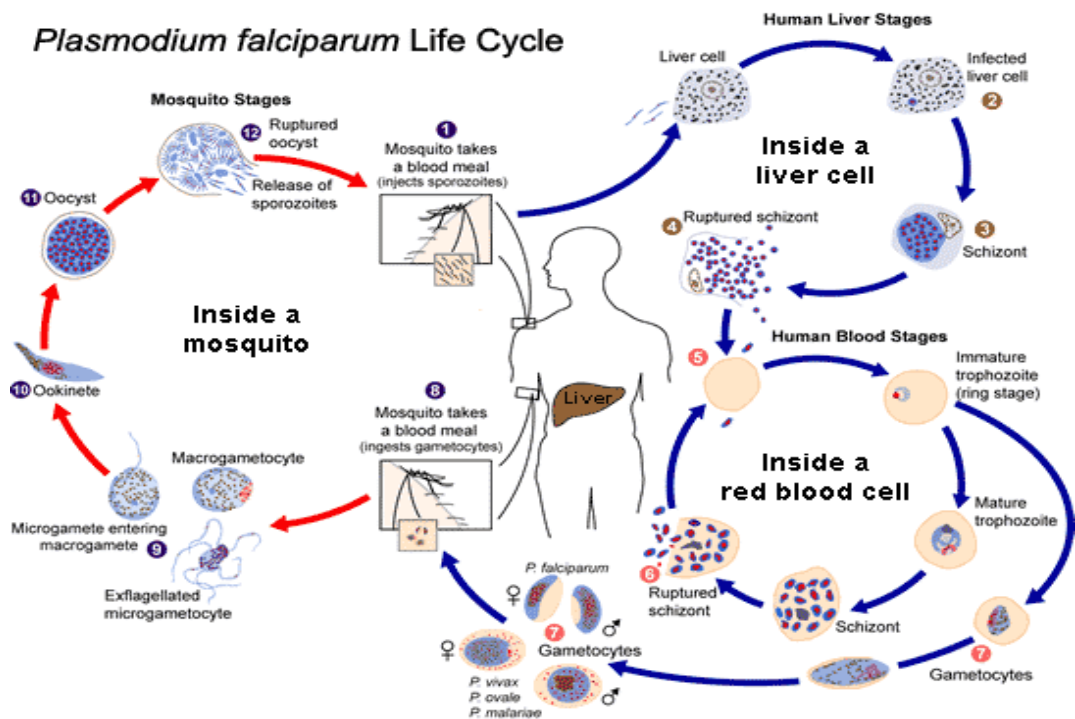 Plasmodium falciparum Life Cycle
Human Liver Stages
Liver cell
Infected
liver cell
2
Mosquito Stages
12 Ruptured
oocyst
Release of
sporozoites
1
Mosquito takes
a blood meal
(injects sporozoites)
Inside a
liver cell
11 Oocyst
4 Ruptured schizont
3
Schizont
Inside a
mosquito
Human Blood Stages
5
Immature
trophozoite
(ring stage)
10 Ookinete
8
Mosquito takes
a blood meal
(ingests gametocytes)
Liver
Inside a
red blood cell
Macrogametocyte
Mature
trophozoite
Microgamete entering
macrogamete 9
Exflagellated
microgametocyte
6
Ruptured
schizont
Schizont
P. falciparum
♀
♂
7
Gametocytes
♀
♂
P. vivax
P. ovale
P. malariae
7
Gametocytes